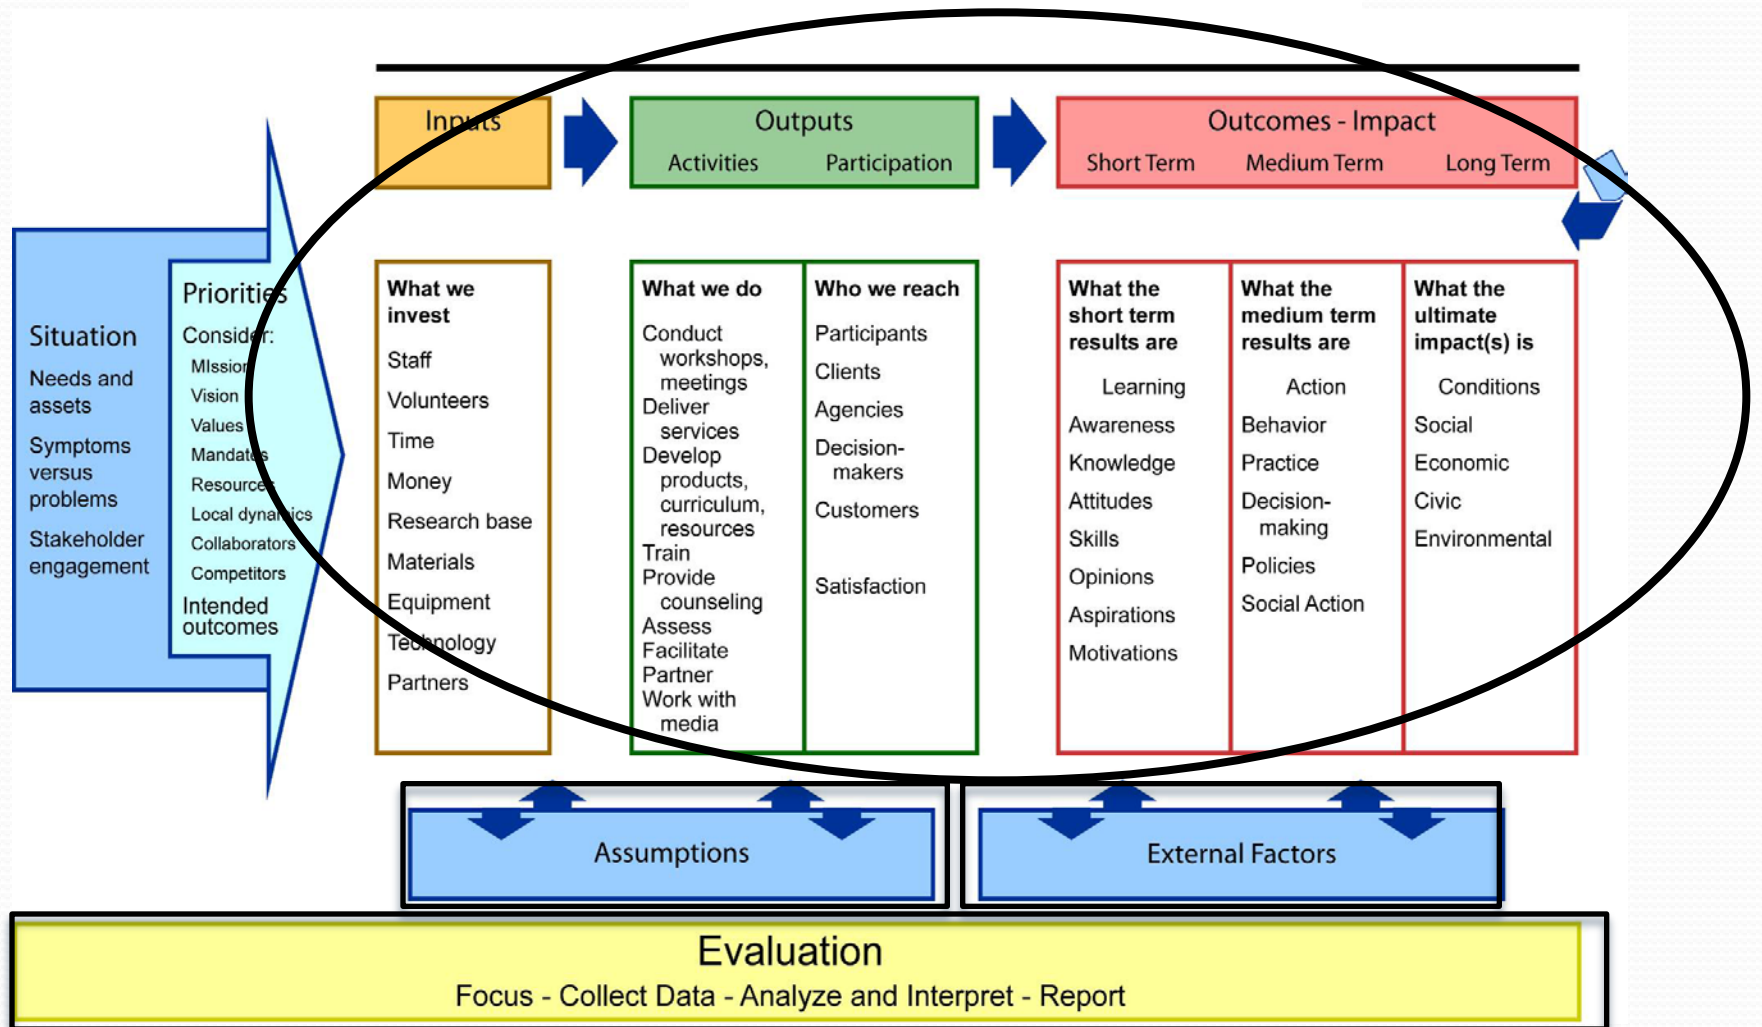 Inputs
Outputs
Activities
Participation
Outcomes - Impact
Short Term
Medium Term
Long Term
Situation
Needs and
assets
Symptoms
versus
problems
Stakeholder
engagement
Priorities
Consider:
MIssion
Vision
Values
Mandates
Resources
Local dynamics
Collaborators
Competitors
Intended
outcomes
What we
invest
Staff
Volunteers
Time
Money
Research base
Materials
Equipment
Technology
Partners
What we do
Conduct
workshops,
meetings
Deliver
services
Develop
products,
curriculum,
resources
Train
Provide
counseling
Assess
Facilitate
Partner
Work with
media
Who we reach
Participants
Clients
Agencies
Decision-
makers
Customers
Satisfaction
What the
short term
results are
Learning
Awareness
Knowledge
Attitudes
Skills
Opinions
Aspirations
Motivations
What the
medium term
results are
Action
Behavior
Practice
Decision-
making
Policies
Social Action
What the
ultimate
impact(s) is
Conditions
Social
Economic
Civic
Environmental
Assumptions
External Factors
Evaluation
Focus - Collect Data - Analyze and Interpret - Report